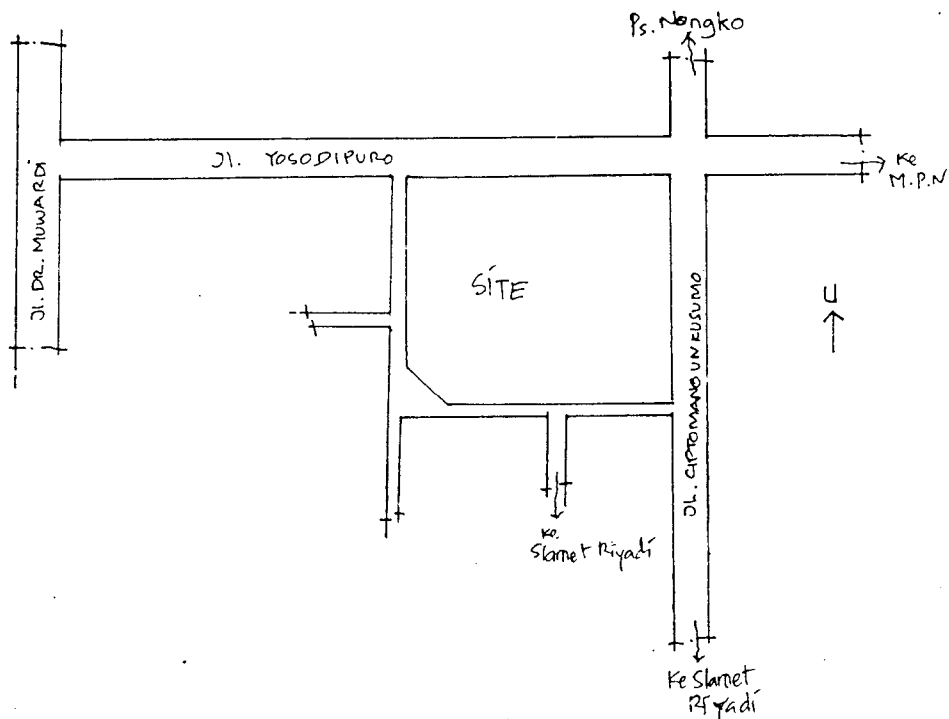 Ps. Nongko
Jl. YOSODIPURO
Ke
M.P.N
Jl. DR. MUWARDI
SITE
U
JL. CIPTOMANGUNKUSUMO
Ke.
Slamet Riyadi
Ke Slamet
Riyadi